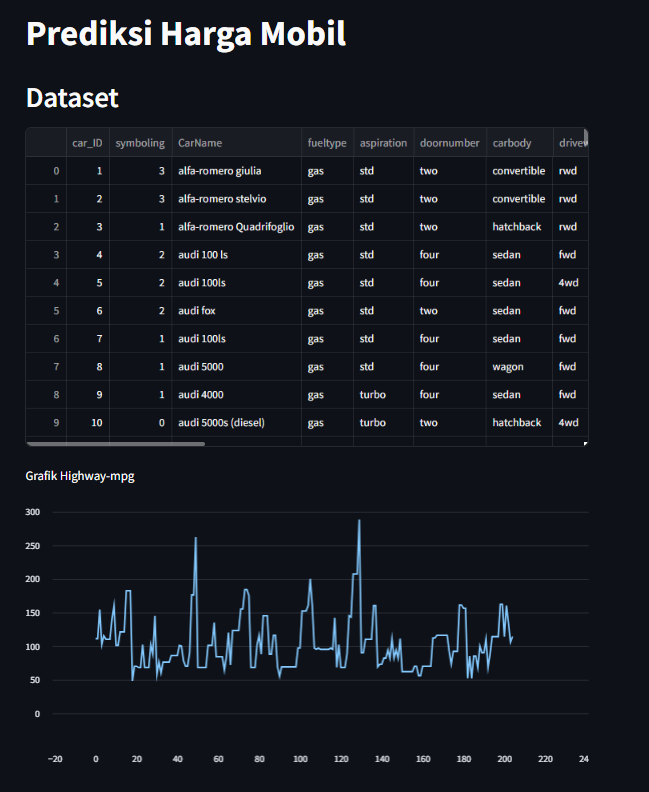 Prediksi Harga Mobil
Dataset
car_ID symboling CarName fueltype aspiration doornumber carbody
0 1 3 alfa-romero giulia gas std two convertible rwd
1 2 3 alfa-romero stelvio gas std two convertible rwd
2 3 1 alfa-romero Quadrifoglio gas std two hatchback rwd
3 4 2 audi 100 ls gas std four sedan fwd
4 5 2 audi 100ls gas std four sedan 4wd
5 6 2 audi fox gas std two sedan fwd
6 7 1 audi 100ls gas std four sedan fwd
7 8 1 audi 5000 gas std four wagon fwd
8 9 1 audi 4000 gas turbo four sedan fwd
9 10 0 audi 5000s (diesel) gas turbo two hatchback 4wd
Grafik Highway-mpg
300
250
200
150
100
50
0
−20 0 20 40 60 80 100 120 140 160 180 200 220 24